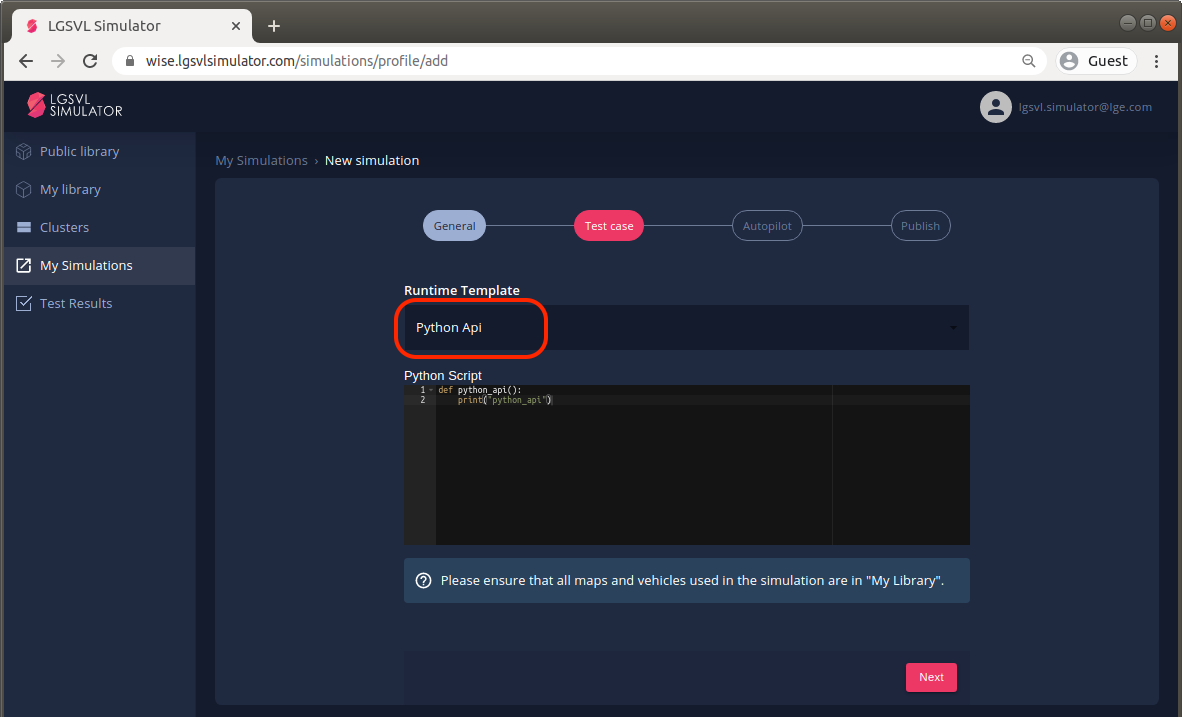 LGSVL Simulator
wise.lgsvlsimulator.com/simulations/profile/add
Guest
LGSVL
SIMULATOR
lgsvl.simulator@lge.com
Public library
My library
Clusters
My Simulations
Test Results
My Simulations › New simulation
General
Test case
Autopilot
Publish
Runtime Template
Python Api
Python Script
1 def python_api():
2 print("python_api")
Please ensure that all maps and vehicles used in the simulation are in "My Library".
Next